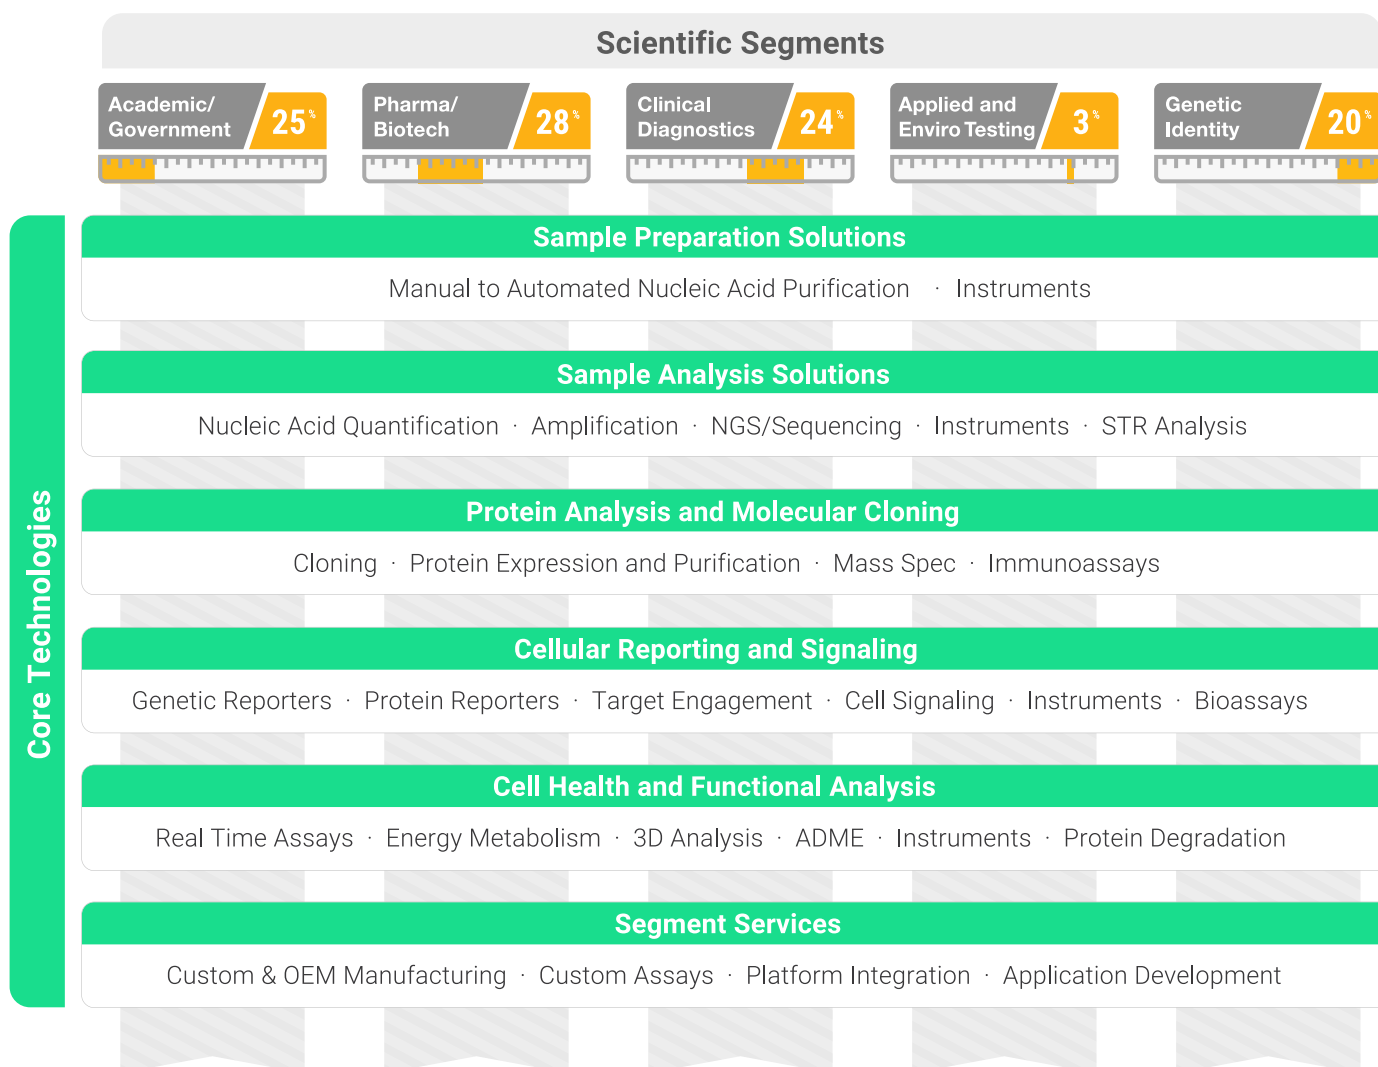 Scientific Segments
Academic/
Government
25%
Pharma/
Biotech
28%
Clinical
Diagnostics
24%
Applied and
Enviro Testing
3%
Genetic
Identity
20%
Core Technologies
Sample Preparation Solutions
Manual to Automated Nucleic Acid Purification · Instruments
Sample Analysis Solutions
Nucleic Acid Quantification · Amplification · NGS/Sequencing · Instruments · STR Analysis
Protein Analysis and Molecular Cloning
Cloning · Protein Expression and Purification · Mass Spec · Immunoassays
Cellular Reporting and Signaling
Genetic Reporters · Protein Reporters · Target Engagement · Cell Signaling · Instruments · Bioassays
Cell Health and Functional Analysis
Real Time Assays · Energy Metabolism · 3D Analysis · ADME · Instruments · Protein Degradation
Segment Services
Custom & OEM Manufacturing · Custom Assays · Platform Integration · Application Development